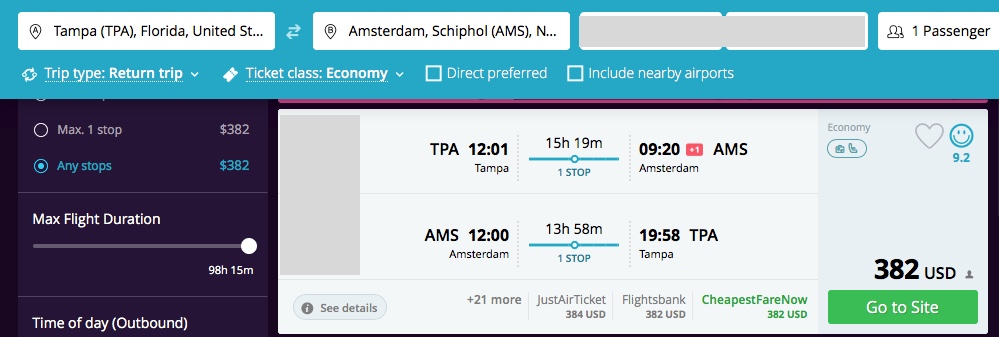 Tampa (TPA), Florida, United St...
Amsterdam, Schiphol (AMS), N...
1 Passenger
Trip type: Return trip
Ticket class: Economy
Direct preferred
Include nearby airports
Max. 1 stop $382
Any stops $382
Max Flight Duration
98h 15m
Time of day (Outbound)
TPA 12:01 15h 19m 09:20 +1 AMS
Tampa 1 STOP Amsterdam
AMS 12:00 13h 58m 19:58 TPA
Amsterdam 1 STOP Tampa
See details
+21 more JustAirTicket Flightsbank CheapestFareNow
384 USD 382 USD 382 USD
Economy
9.2
382 USD
Go to Site